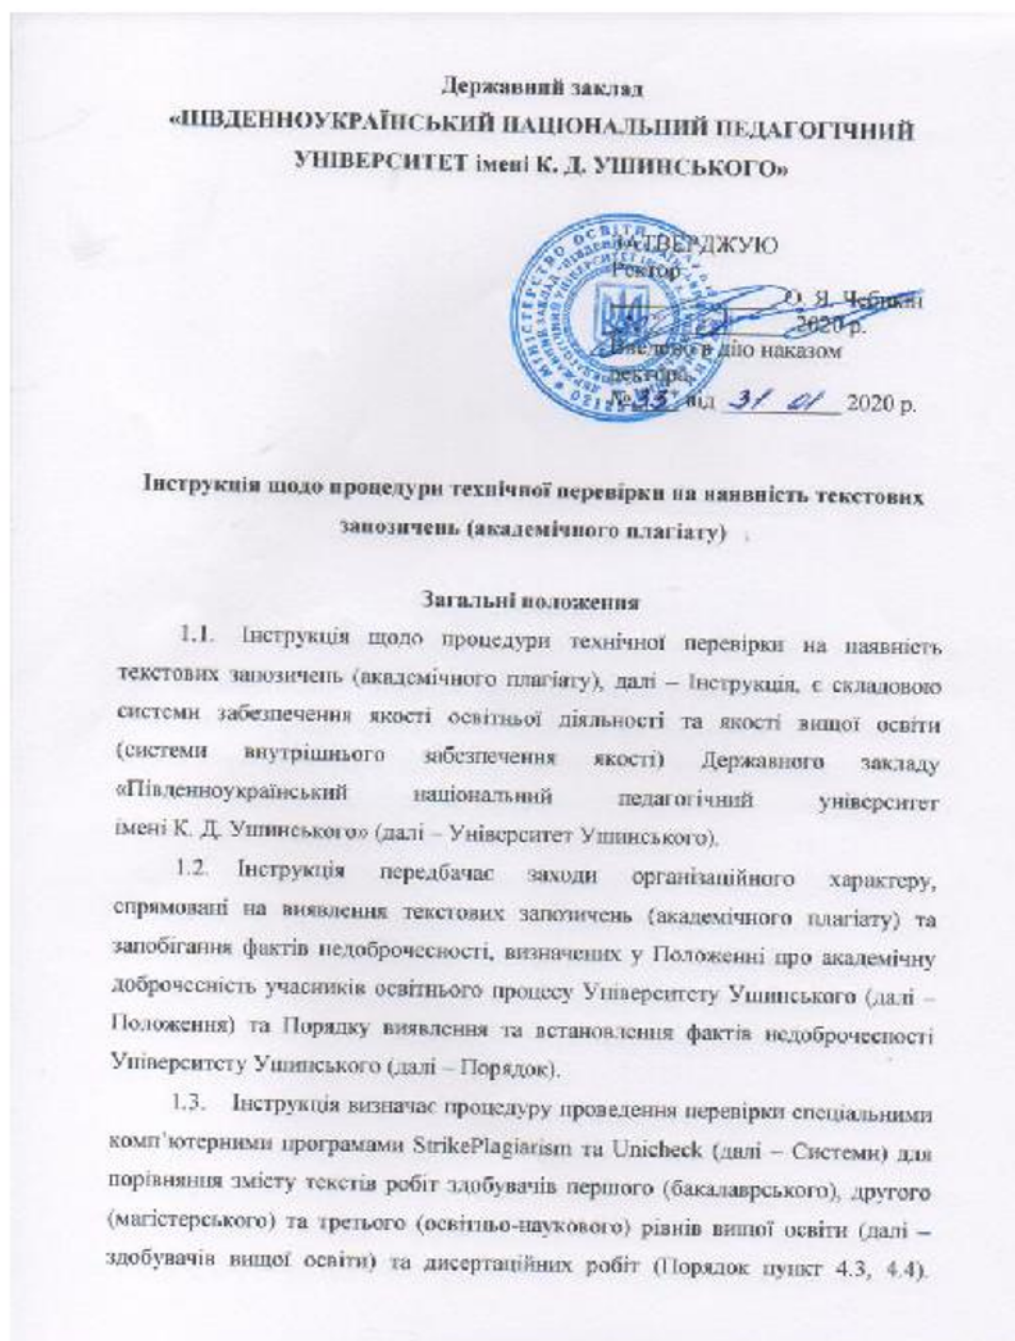 Державний заклад
«ПІВДЕННОУКРАЇНСЬКИЙ НАЦІОНАЛЬНИЙ ПЕДАГОГІЧНИЙ
УНІВЕРСИТЕТ імені К. Д. УШИНСЬКОГО»
ЗАТВЕРДЖУЮ
Ректор
О. Я. Чебикін
2020 р.
Введено в дію наказом
ректора
№ 35 від 31 01 2020 р.
Інструкція щодо процедури технічної перевірки на наявність текстових
запозичень (академічного плагіату)
Загальні положення
1.1. Інструкція щодо процедури технічної перевірки на наявність
текстових запозичень (академічного плагіату), далі – Інструкція, є складовою
системи забезпечення якості освітньої діяльності та якості вищої освіти
(системи внутрішнього забезпечення якості) Державного закладу
«Південноукраїнський національний педагогічний університет
імені К. Д. Ушинського» (далі – Університет Ушинського).
1.2. Інструкція передбачає заходи організаційного характеру,
спрямовані на виявлення текстових запозичень (академічного плагіату) та
запобігання фактів недоброчесності, визначених у Положенні про академічну
доброчесність учасників освітнього процесу Університету Ушинського (далі –
Положення) та Порядку виявлення та встановлення фактів недоброчесності
Університету Ушинського (далі – Порядок).
1.3. Інструкція визначає процедуру проведення перевірки спеціальними
комп’ютерними програмами StrikePlagiarism та Unicheck (далі – Системи) для
порівняння змісту текстів робіт здобувачів першого (бакалаврського), другого
(магістерського) та третього (освітньо-наукового) рівнів вищої освіти (далі –
здобувачів вищої освіти) та дисертаційних робіт (Порядок пункт 4.3, 4.4).